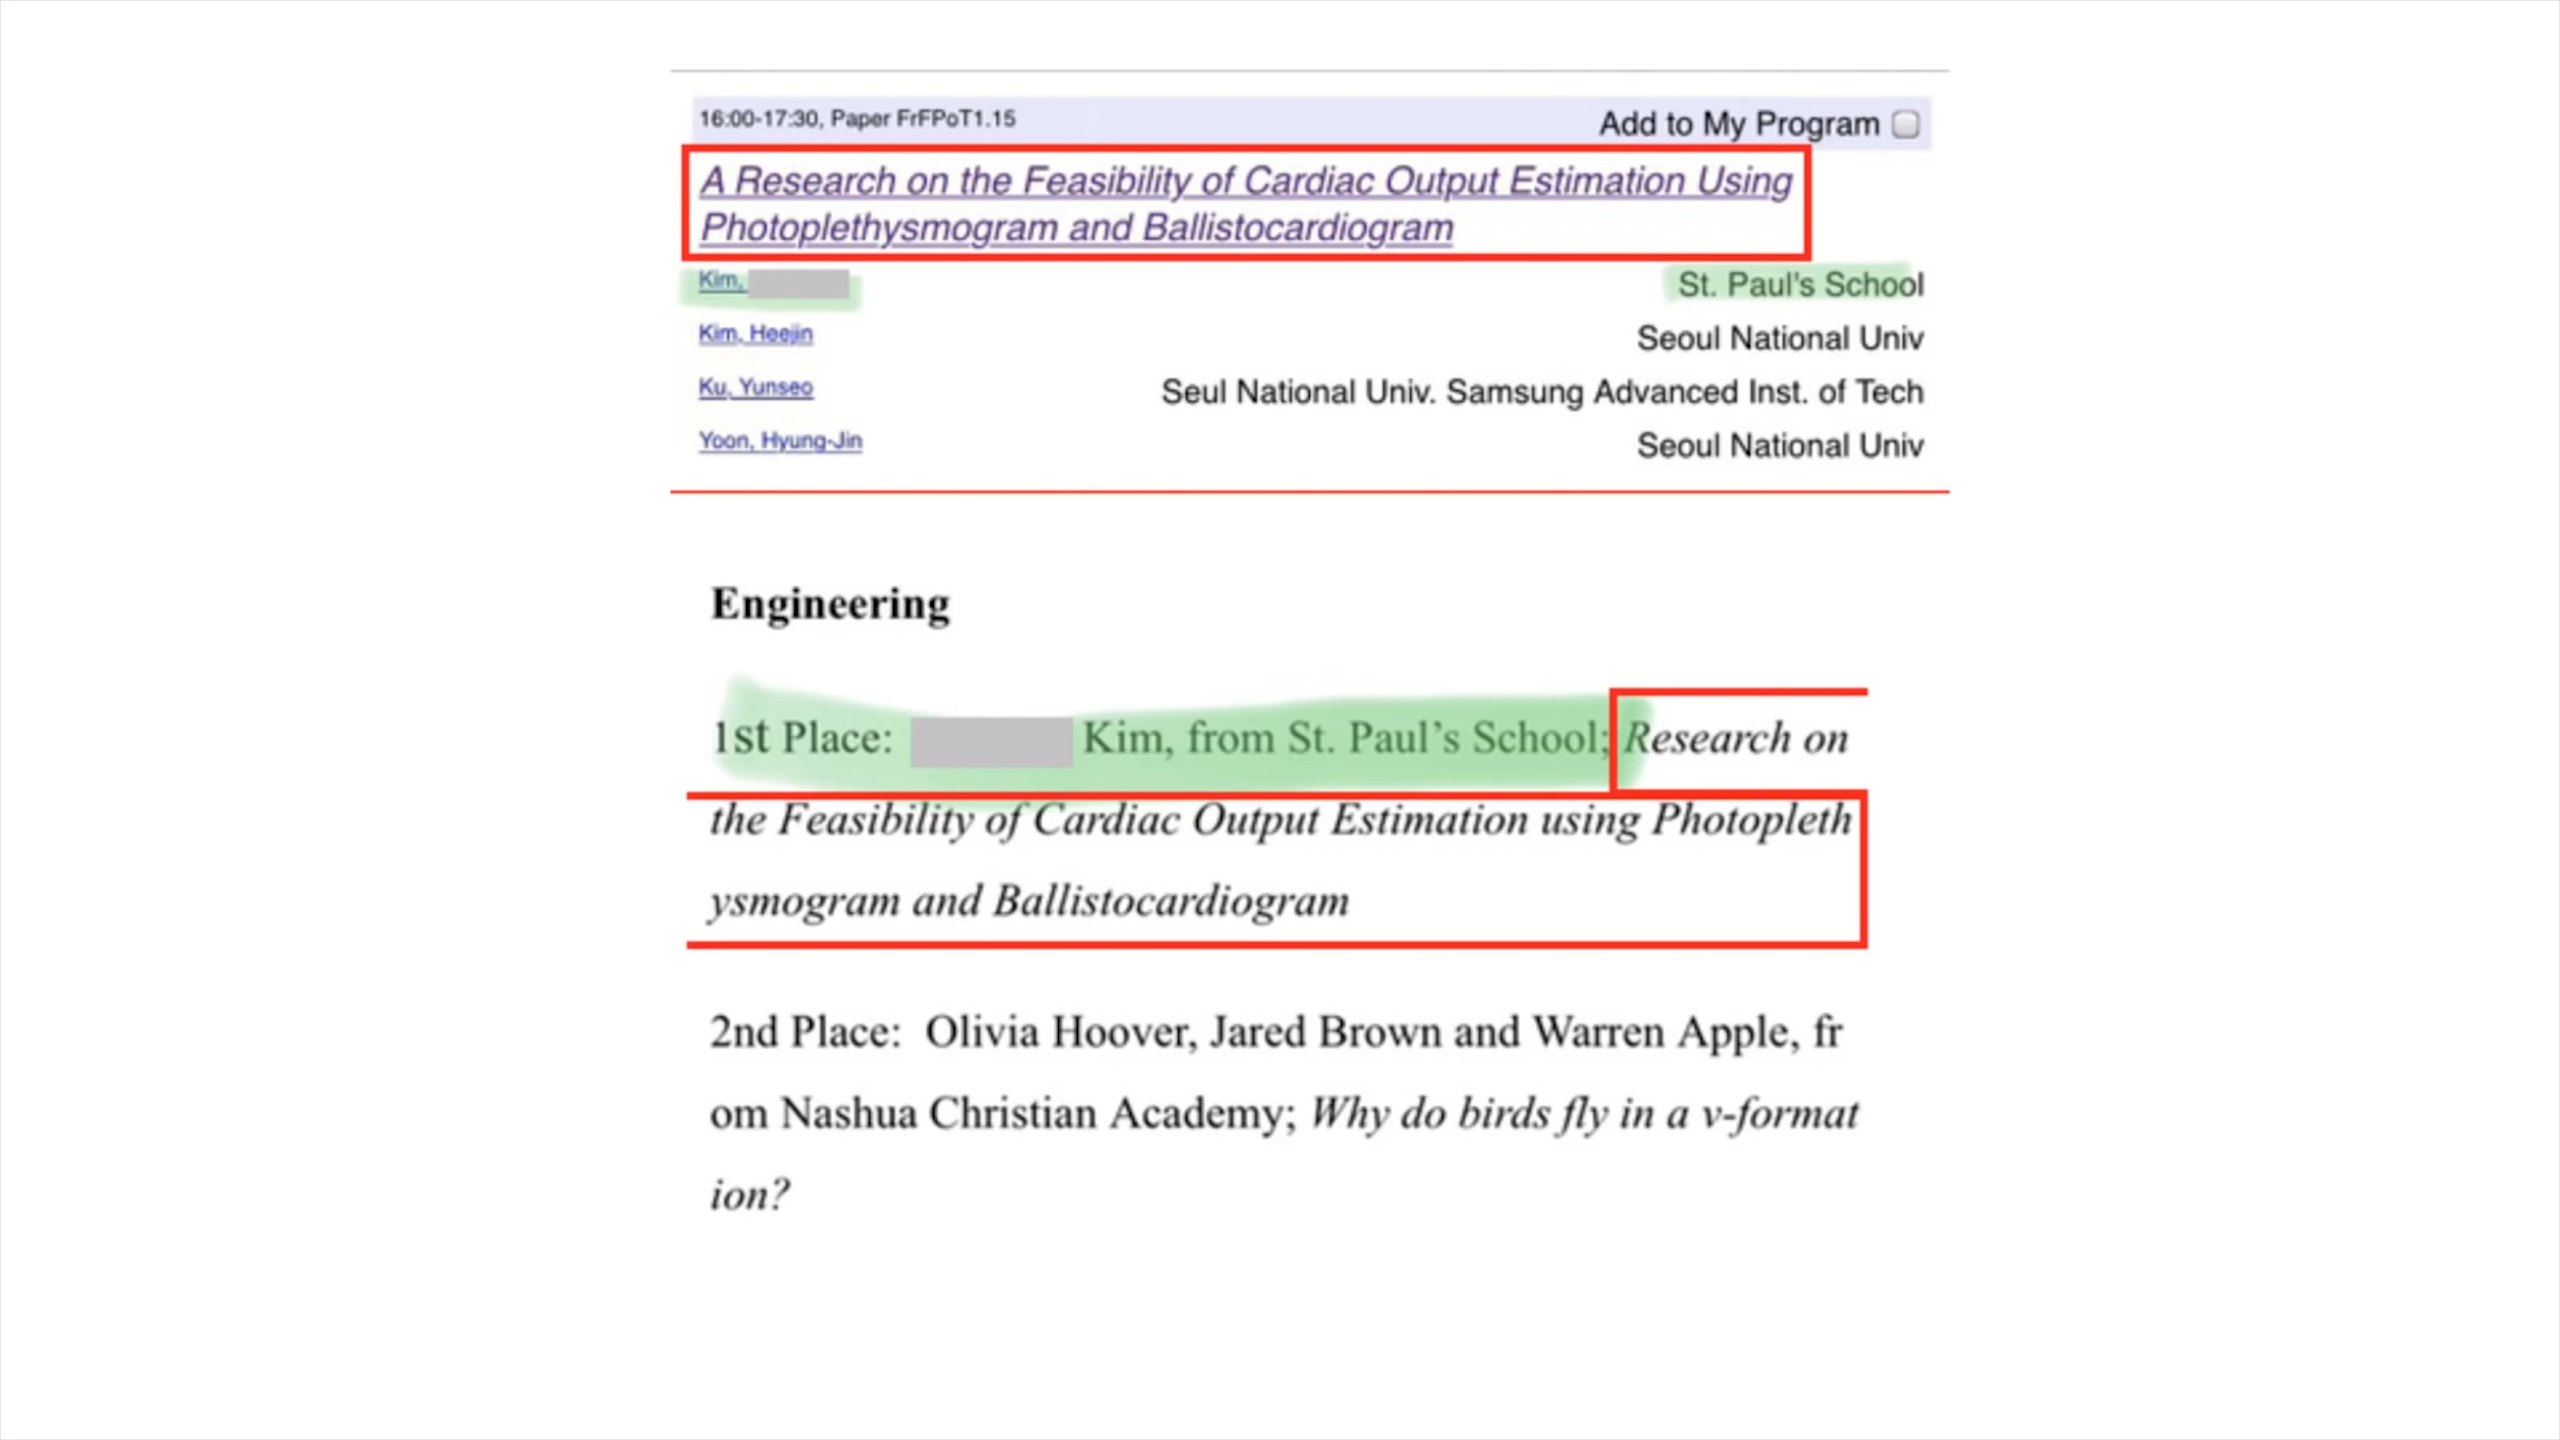 16:00-17:30, Paper FrFPoT1.15 Add to My Program
A Research on the Feasibility of Cardiac Output Estimation Using
Photoplethysmogram and Ballistocardiogram
Kim, St. Paul's School
Kim, Heejin Seoul National Univ
Ku, Yunseo Seul National Univ. Samsung Advanced Inst. of Tech
Yoon, Hyung-Jin Seoul National Univ
Engineering
1st Place: Kim, from St. Paul’s School; Research on
the Feasibility of Cardiac Output Estimation using Photopleth
ysmogram and Ballistocardiogram
2nd Place: Olivia Hoover, Jared Brown and Warren Apple, fr
om Nashua Christian Academy; Why do birds fly in a v-format
ion?